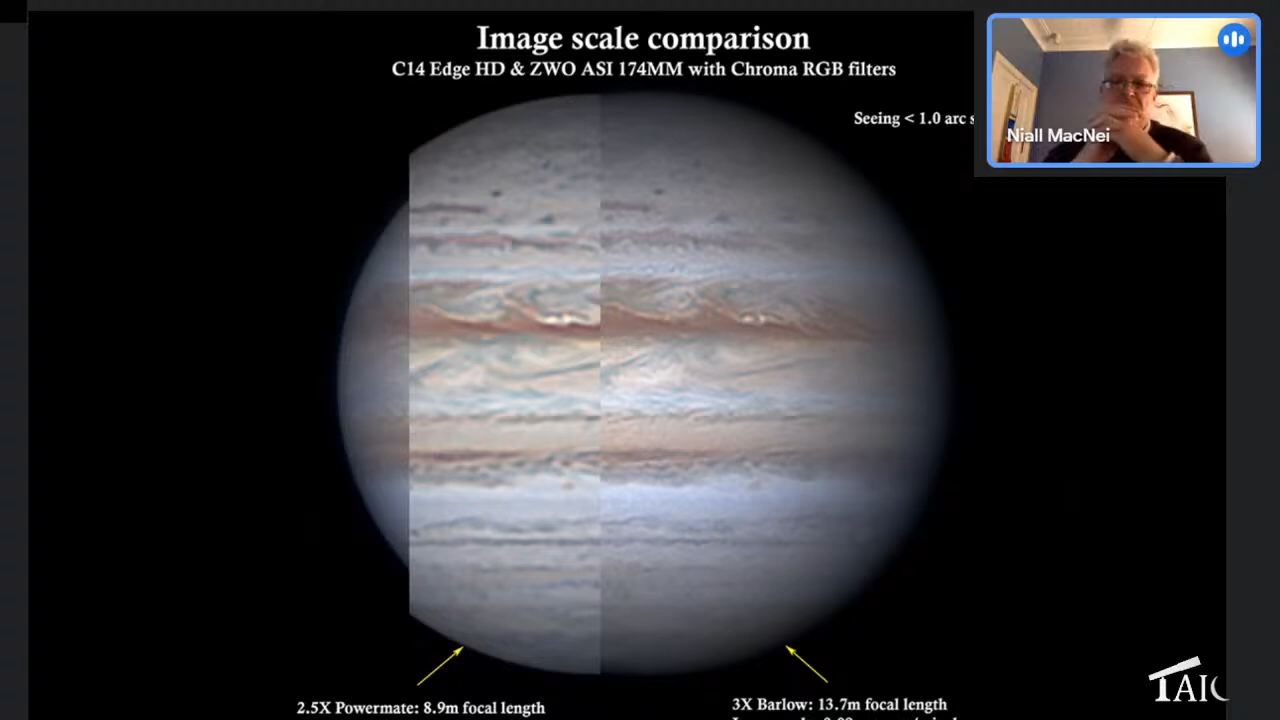 Image scale comparison
C14 Edge HD & ZWO ASI 174MM with Chroma RGB filters
Seeing < 1.0 arc s
Niall MacNei
2.5X Powermate: 8.9m focal length
3X Barlow: 13.7m focal length
TAIC